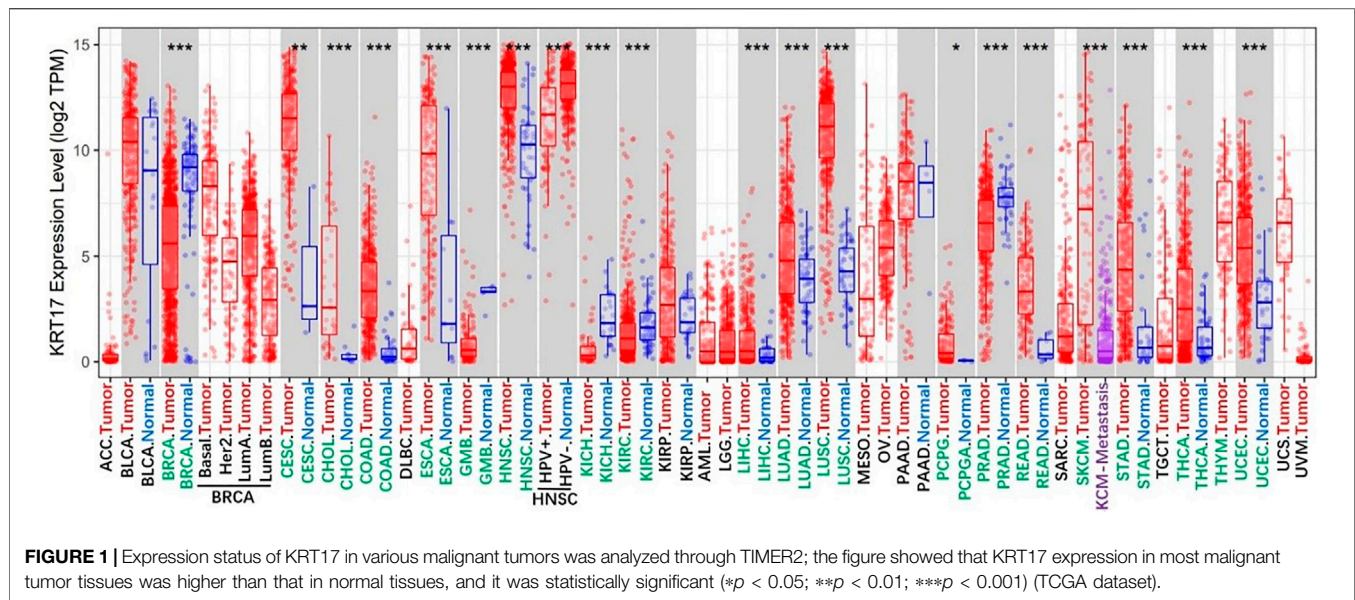 KRT17 Expression Level (log2 TPM)
15
10
5
0
*** ** *** *** *** *** *** *** *** *** *** *** *** * *** *** *** *** *** ***
ACC.Tumor
BLCA.Tumor
BLCA.Normal
BRCA.Tumor
BRCA.Normal
Basal.Tumor
Her2.Tumor
LumA.Tumor
LumB.Tumor
CESC.Tumor
CESC.Normal
CHOL.Tumor
CHOL.Normal
COAD.Tumor
COAD.Normal
DLBC.Tumor
ESCA.Tumor
ESCA.Normal
GMB.Tumor
GMB.Normal
HNSC.Tumor
HNSC.Normal
HPV+.Tumor
HPV-.Normal
KICH.Tumor
KICH.Normal
KIRC.Tumor
KIRC.Normal
KIRP.Tumor
KIRP.Normal
AML.Tumor
LGG.Tumor
LIHC.Tumor
LIHC.Normal
LUAD.Tumor
LUAD.Normal
LUSC.Tumor
LUSC.Normal
MESO.Tumor
OV.Tumor
PAAD.Tumor
PAAD.Normal
PCPG.Tumor
PCPGA.Normal
PRAD.Tumor
PRAD.Normal
READ.Tumor
READ.Normal
SARC.Tumor
SKCM.Tumor
KCM-Metastasis
STAD.Tumor
STAD.Normal
TGCT.Tumor
THCA.Tumor
THCA.Normal
THYM.Tumor
UCEC.Tumor
UCEC.Normal
UCS.Tumor
UVM.Tumor
BRCA
HNSC
FIGURE 1 | Expression status of KRT17 in various malignant tumors was analyzed through TIMER2; the figure showed that KRT17 expression in most malignant
tumor tissues was higher than that in normal tissues, and it was statistically significant (*p < 0.05; **p < 0.01; ***p < 0.001) (TCGA dataset).